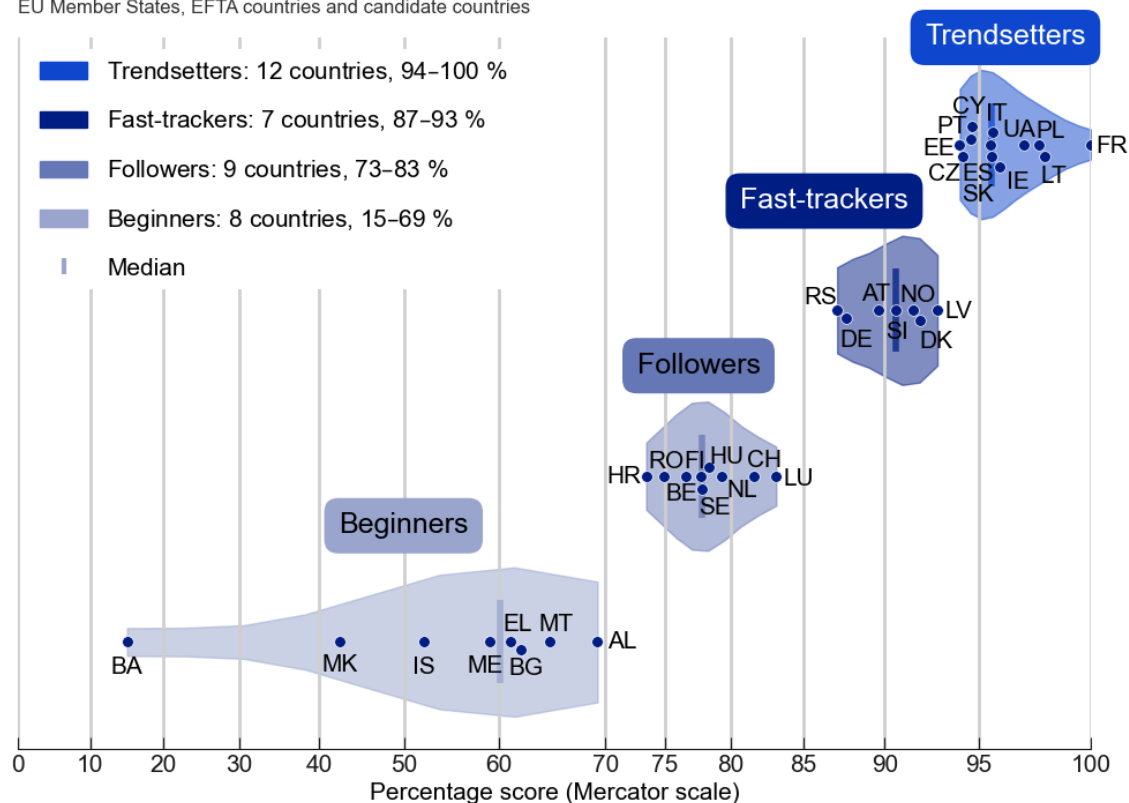 EU Member States, EFTA countries and candidate countries
Trendsetters
Trendsetters: 12 countries, 94–100 %
Fast-trackers: 7 countries, 87–93 %
Followers: 9 countries, 73–83 %
Beginners: 8 countries, 15–69 %
Median
CY IT
PT UA PL
EE FR
CZ ES IE LT
SK
Fast-trackers
RS AT NO LV
SI
DE DK
Followers
RO FI HU CH
HR LU
BE NL
SE
Beginners
EL MT
AL
BA MK IS ME BG
0 10 20 30 40 50 60 70 75 80 85 90 95 100
Percentage score (Mercator scale)